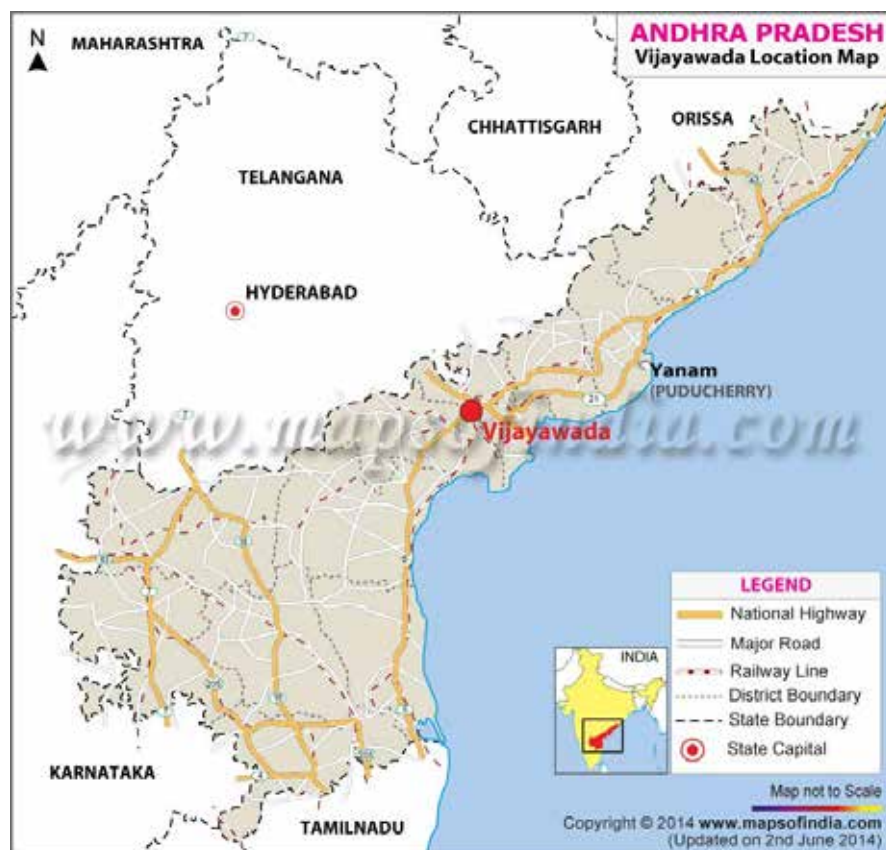 ANDHRA PRADESH
Vijayawada Location Map
N
MAHARASHTRA
CHHATTISGARH
ORISSA
TELANGANA
HYDERABAD
Yanam
(PUDUCHERRY)
21
www.mapsofindia.com
Vijayawada
7
LEGEND
National Highway
Major Road
Railway Line
District Boundary
State Boundary
State Capital
INDIA
KARNATAKA
TAMILNADU
Map not to Scale
Copyright © 2014 www.mapsofindia.com
(Updated on 2nd June 2014)